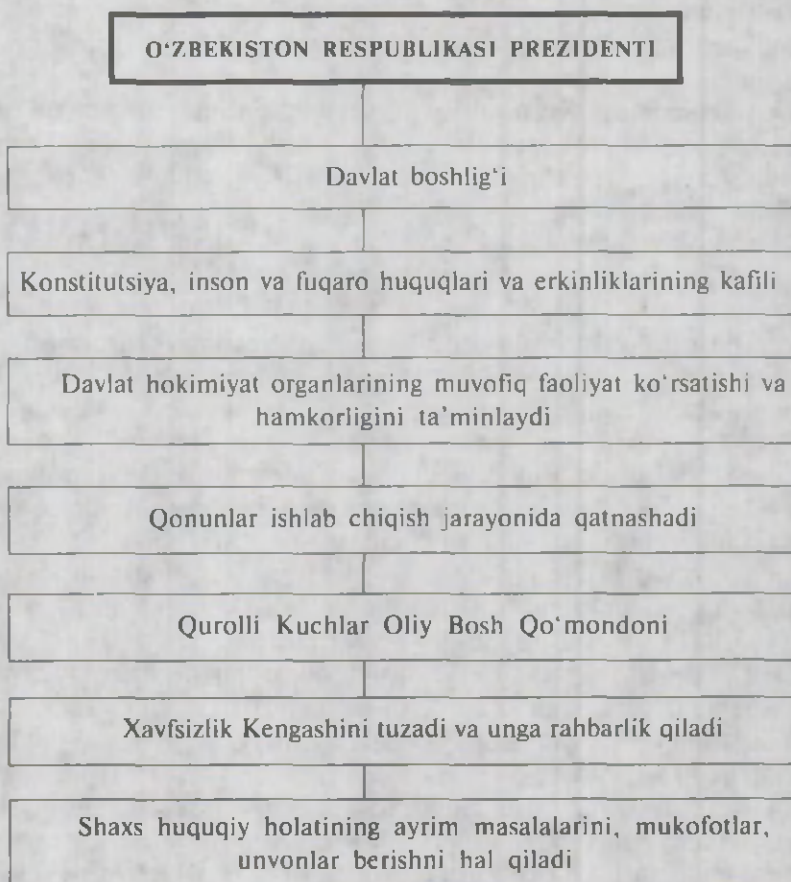 O‘ZBEKISTON RESPUBLIKASI PREZIDENTI
Davlat boshlig‘i
Konstitutsiya, inson va fuqaro huquqlari va erkinliklarining kafili
Davlat hokimiyat organlarining muvofiq faoliyat ko‘rsatishi va
hamkorligini ta’minlaydi
Qonunlar ishlab chiqish jarayonida qatnashadi
Qurolli Kuchlar Oliy Bosh Qo‘mondoni
Xavfsizlik Kengashini tuzadi va unga rahbarlik qiladi
Shaxs huquqiy holatining ayrim masalalarini, mukofotlar,
unvonlar berishni hal qiladi